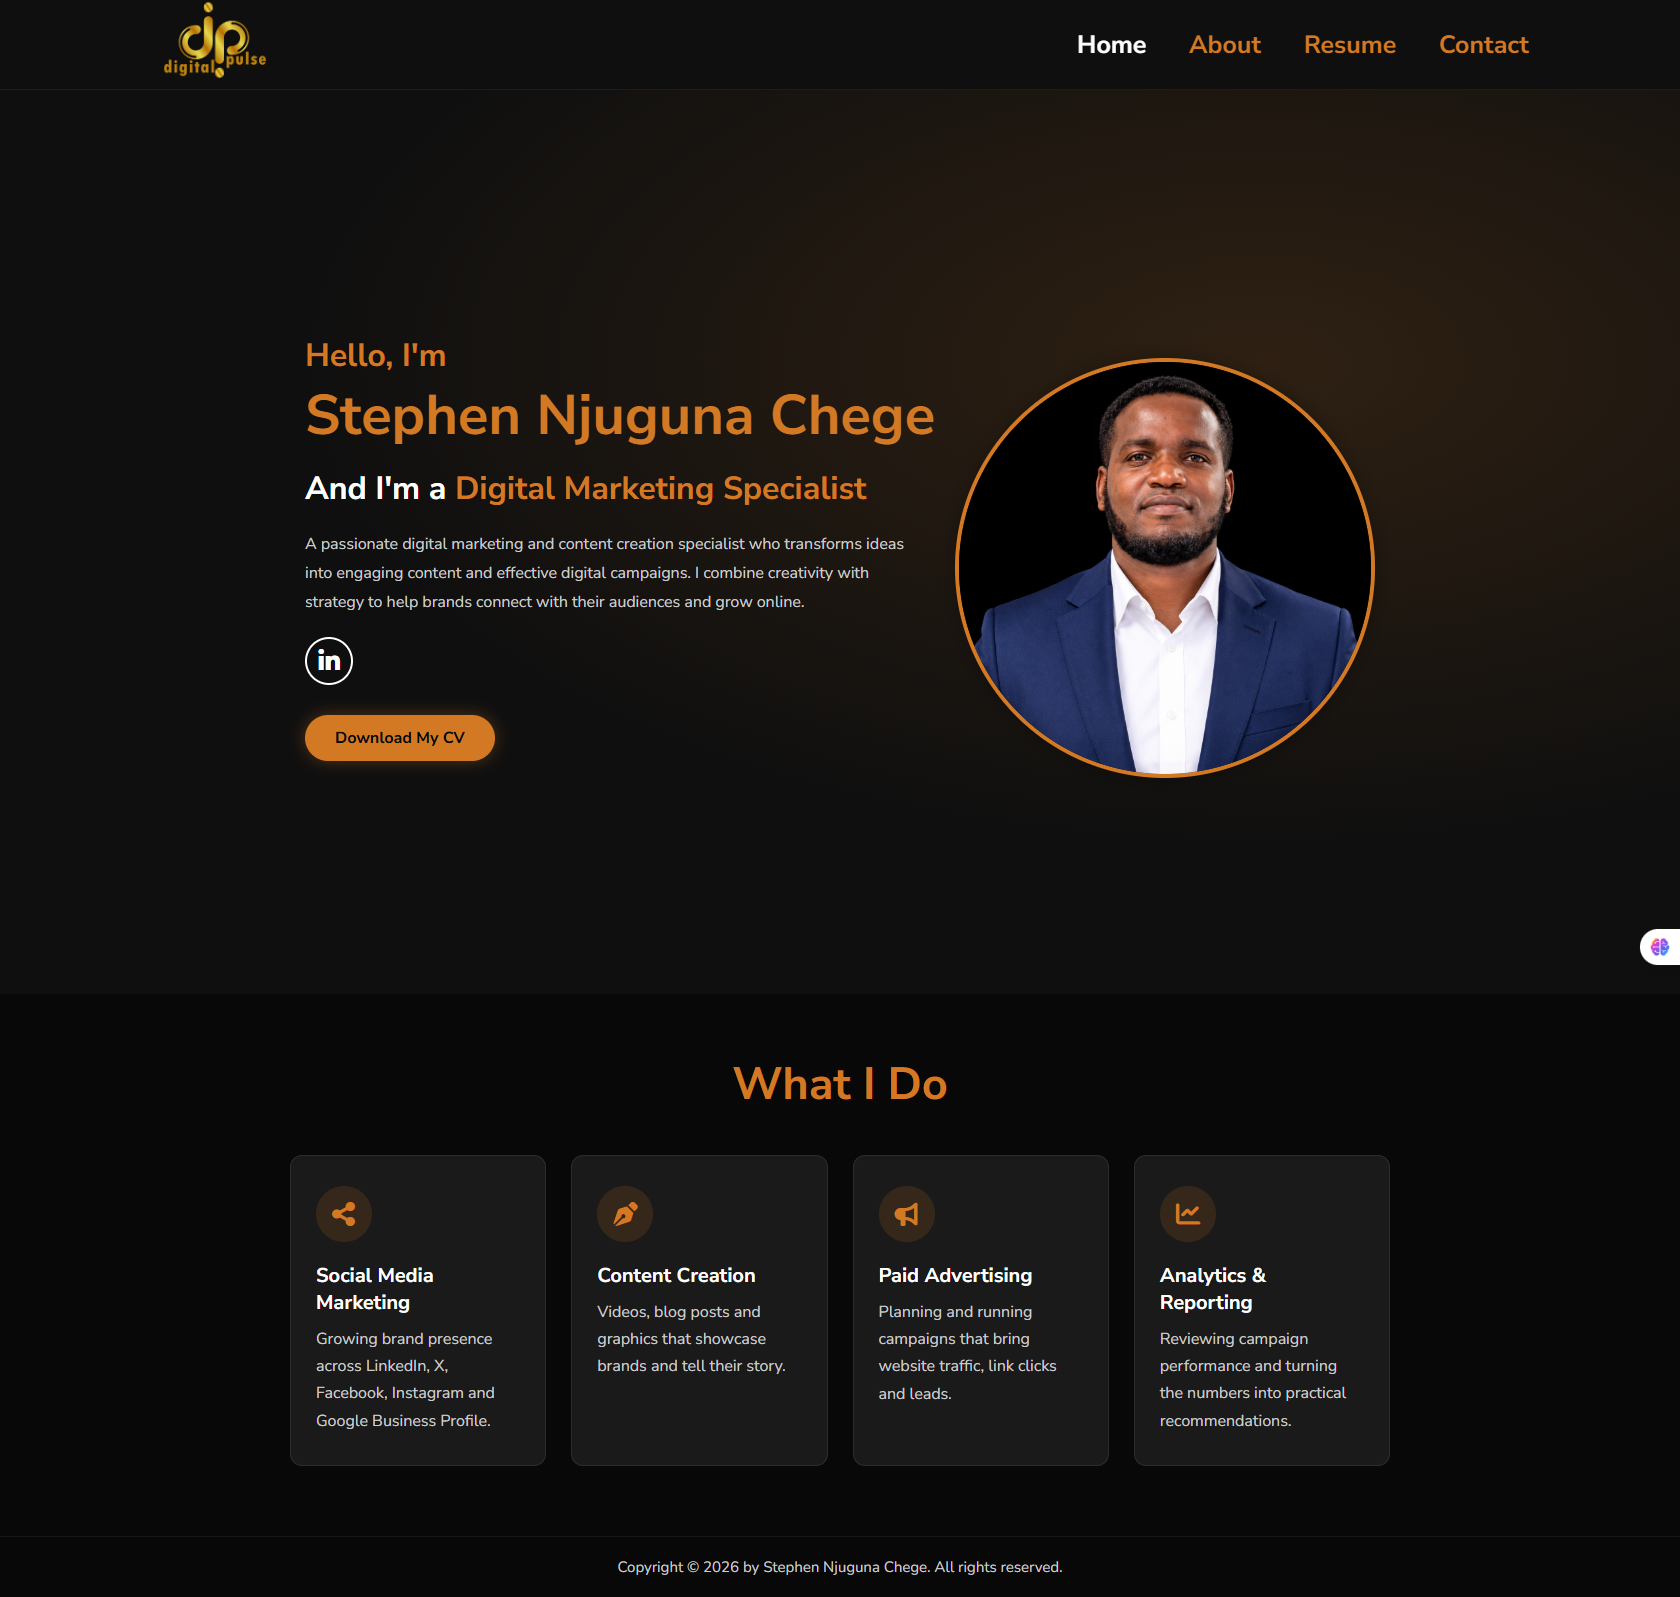 digital pulse
Home About Resume Contact
Hello, I'm
Stephen Njuguna Chege
And I'm a Digital Marketing Specialist
A passionate digital marketing and content creation specialist who transforms ideas
into engaging content and effective digital campaigns. I combine creativity with
strategy to help brands connect with their audiences and grow online.
in
Download My CV
What I Do
Social Media
Marketing
Growing brand presence
across LinkedIn, X,
Facebook, Instagram and
Google Business Profile.
Content Creation
Videos, blog posts and
graphics that showcase
brands and tell their story.
Paid Advertising
Planning and running
campaigns that bring
website traffic, link clicks
and leads.
Analytics &
Reporting
Reviewing campaign
performance and turning
the numbers into practical
recommendations.
Copyright © 2026 by Stephen Njuguna Chege. All rights reserved.